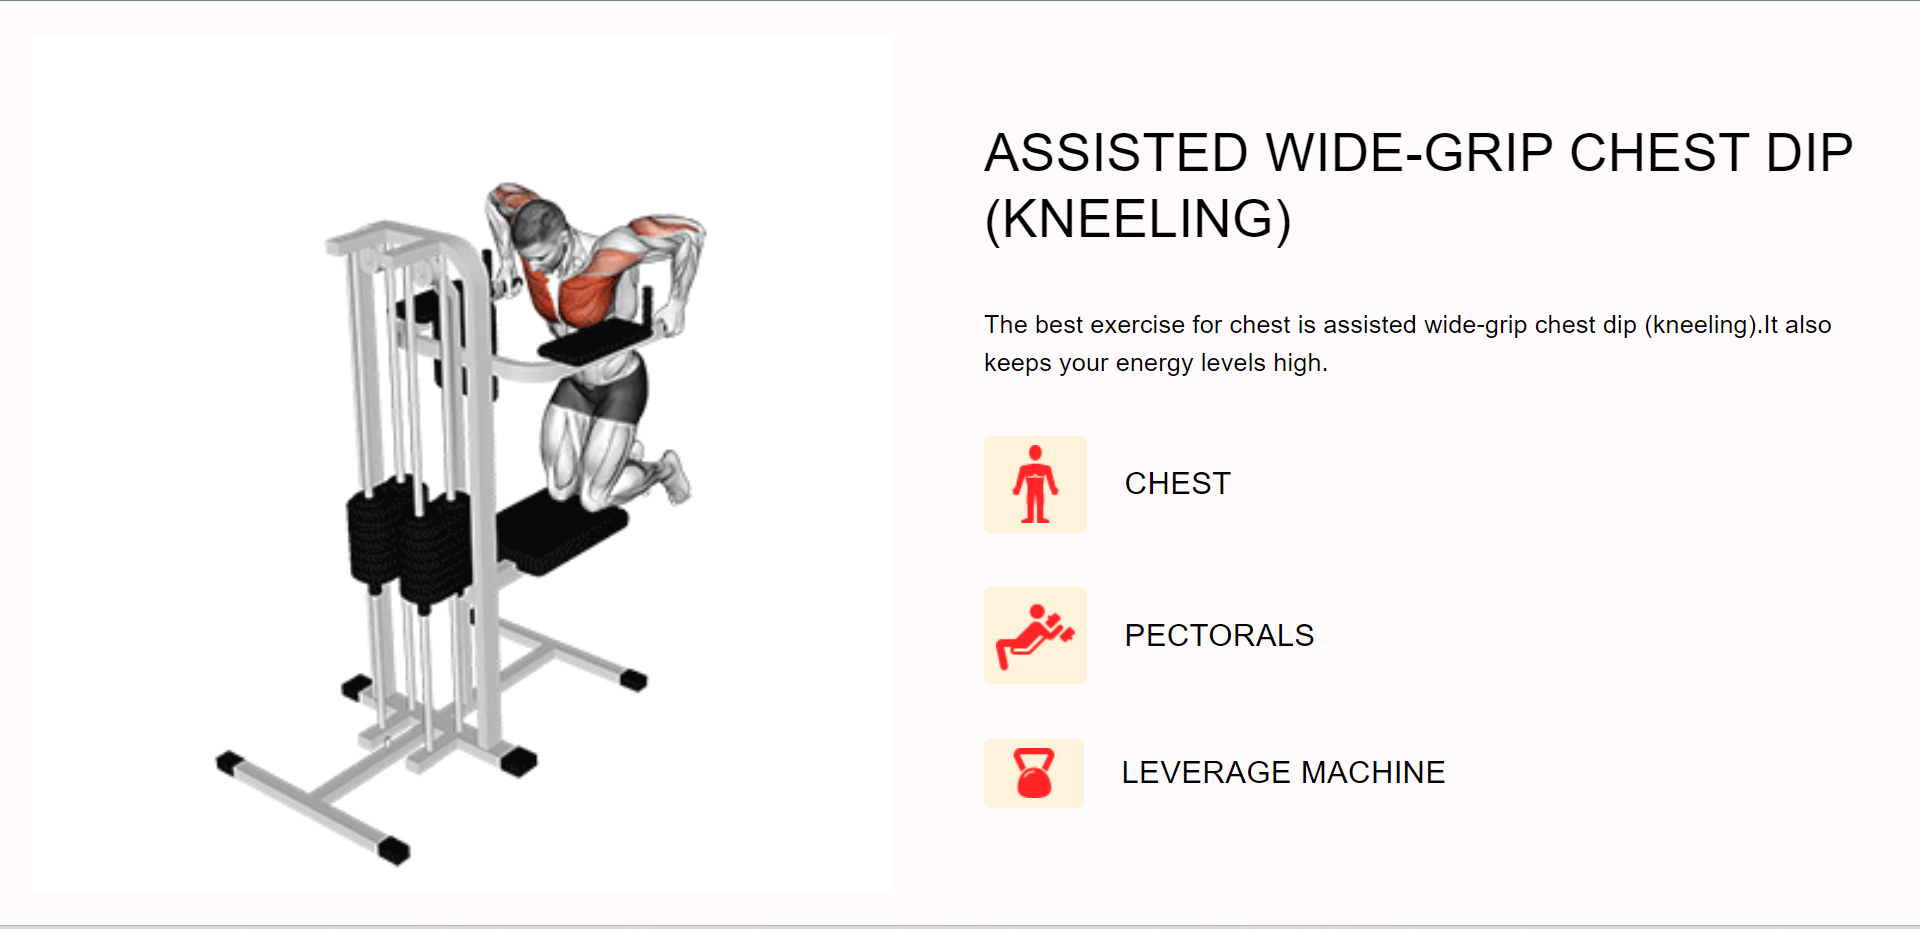 ASSISTED WIDE-GRIP CHEST DIP
(KNEELING)
The best exercise for chest is assisted wide-grip chest dip (kneeling).It also
keeps your energy levels high.
CHEST
PECTORALS
LEVERAGE MACHINE